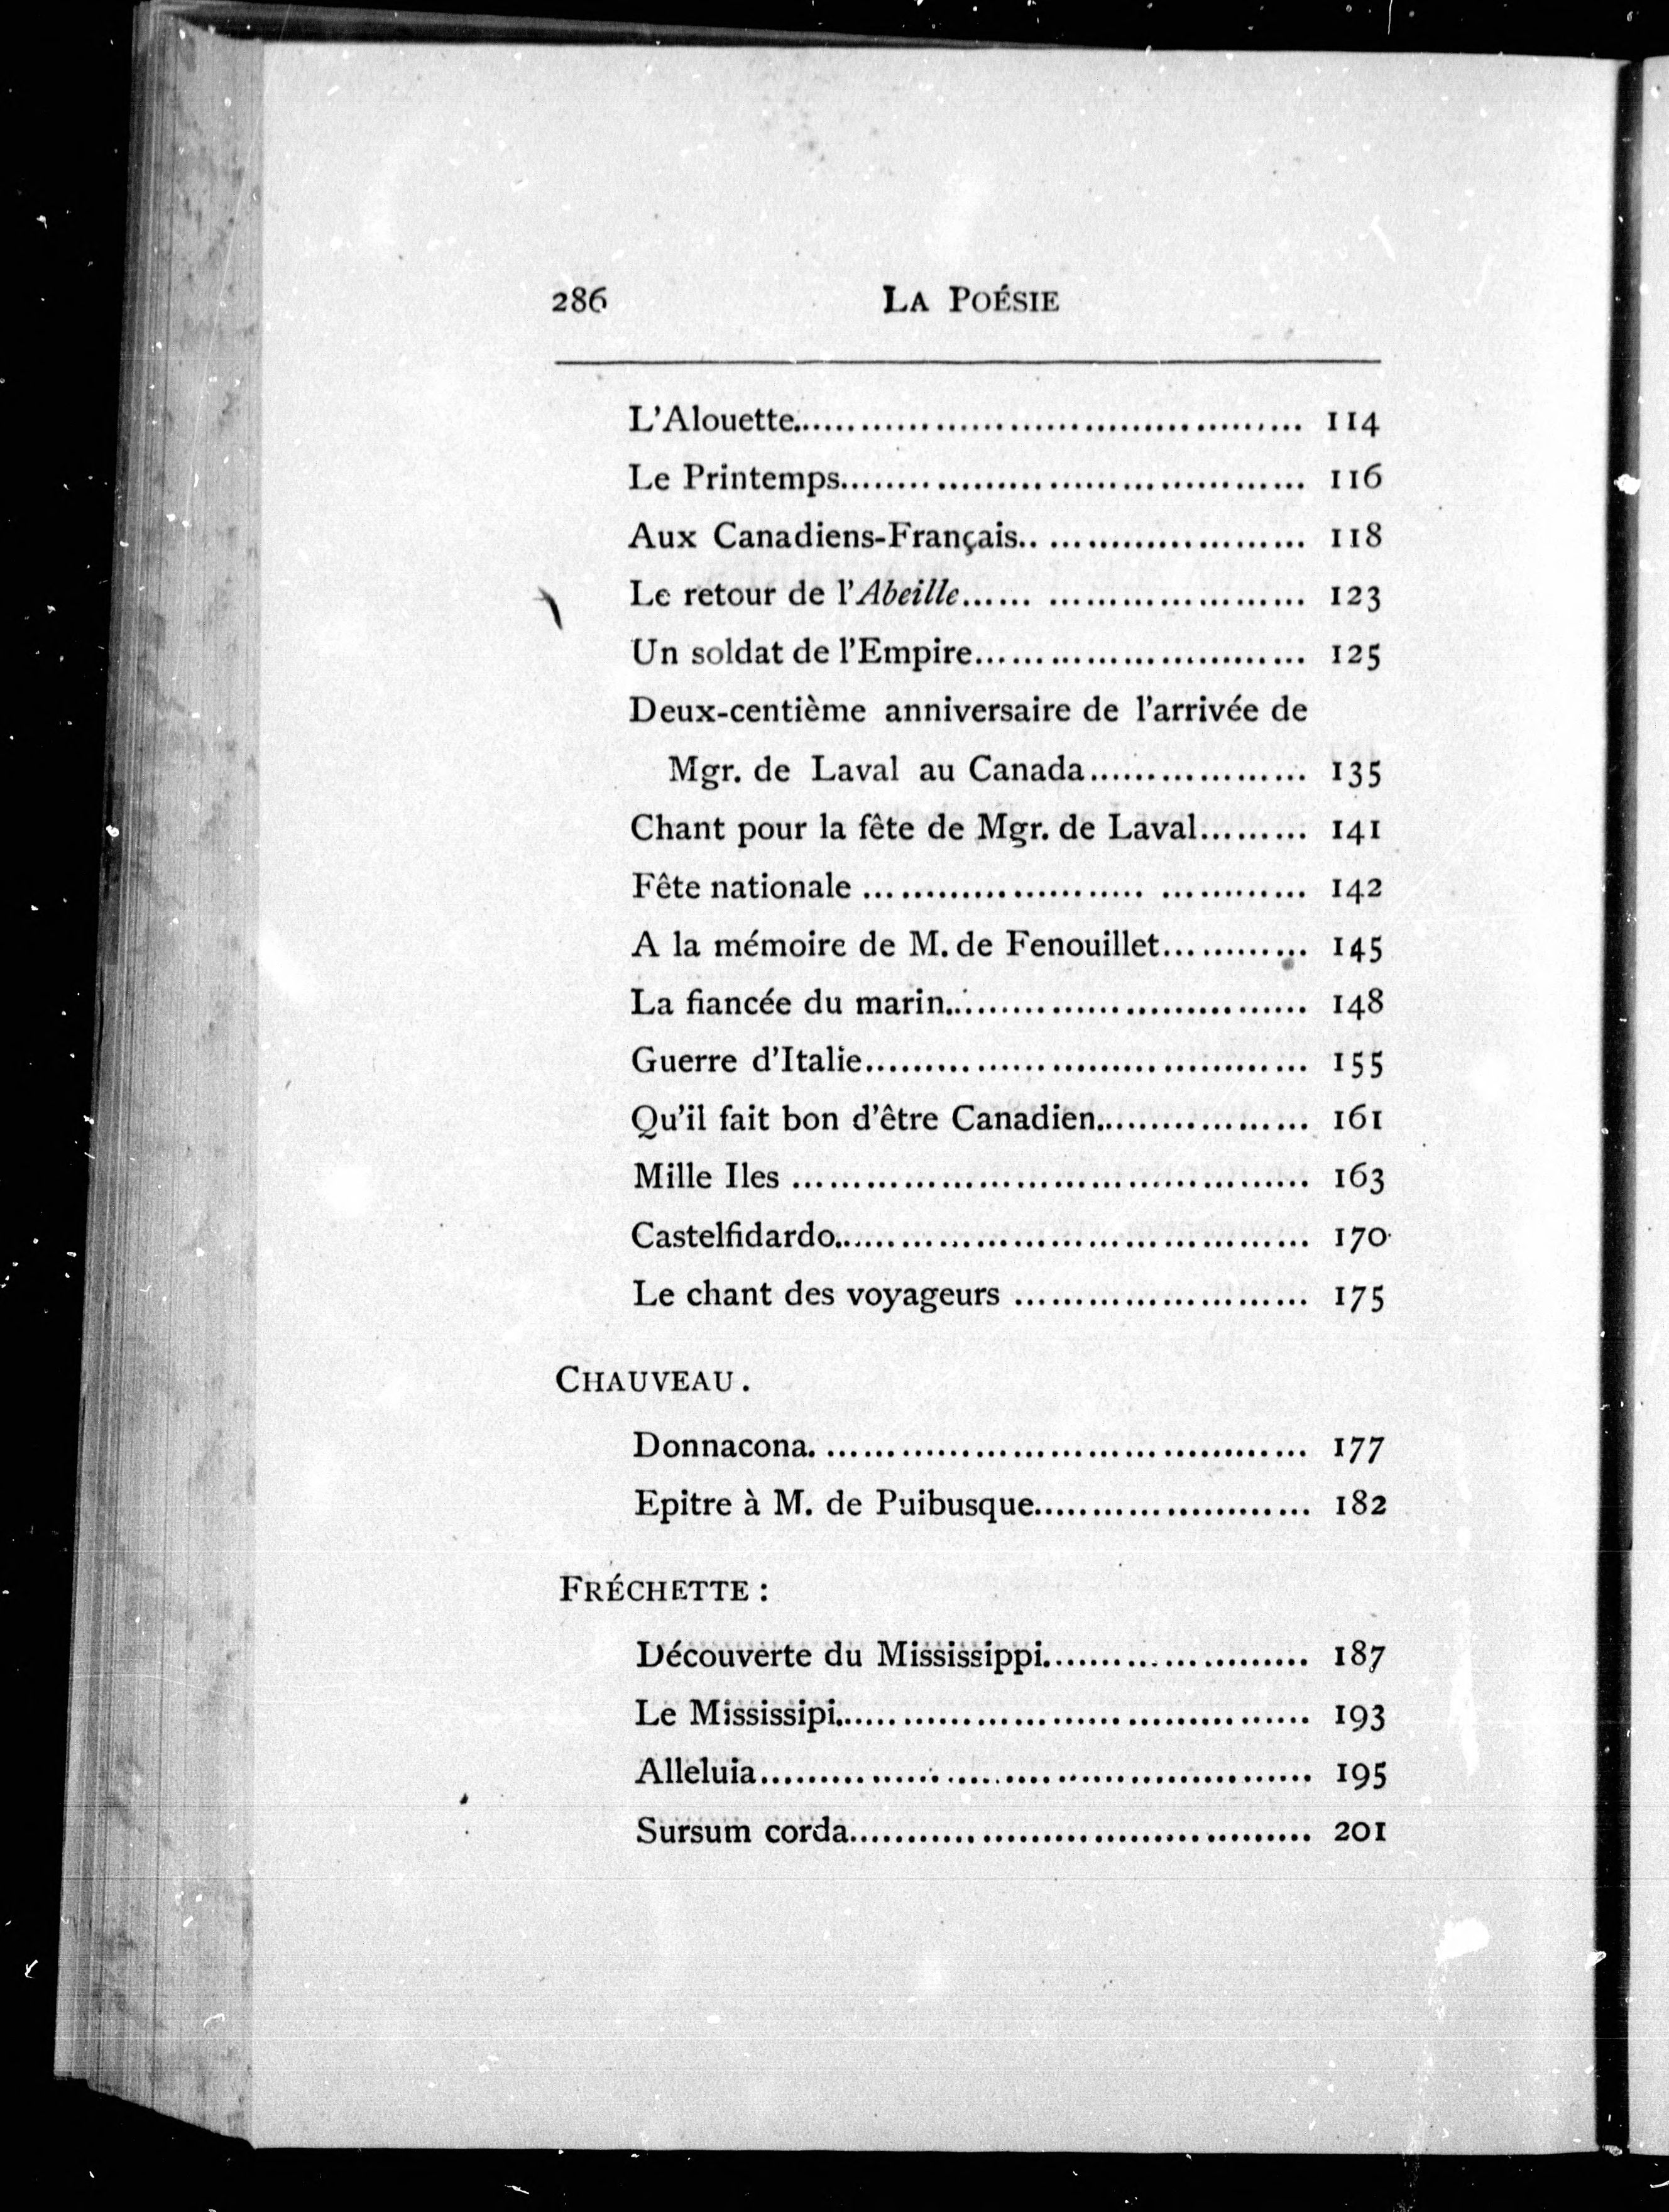 286 LA POÉSIE
L'Alouette........................................ 114
Le Printemps..................................... 116
Aux Canadiens-Français.. ..................... 118
Le retour de l'Abeille...... ..................... 123
Un soldat de l'Empire........................... 125
Deux-centième anniversaire de l'arrivée de
Mgr. de Laval au Canada.................. 135
Chant pour la fête de Mgr. de Laval......... 141
Fête nationale ....................... ............ 142
A la mémoire de M. de Fenouillet............ 145
La fiancée du marin............................. 148
Guerre d'Italie.................................... 155
Qu'il fait bon d'être Canadien................. 161
Mille Iles .......................................... 163
Castelfidardo...................................... 170
Le chant des voyageurs ........................ 175
CHAUVEAU.
Donnacona. ....................................... 177
Epitre à M. de Puibusque....................... 182
FRÉCHETTE :
Découverte du Mississippi...................... 187
Le Mississipi...................................... 193
Alleluia............................................. 195
Sursum corda..................................... 201